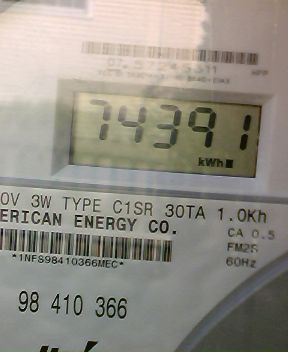 74391
kWh
0V 3W TYPE C1SR 30TA 1.0Kh
ERICAN ENERGY CO.
CA 0.5
FM2S
60Hz
*1NF898410366MEC*
98 410 366